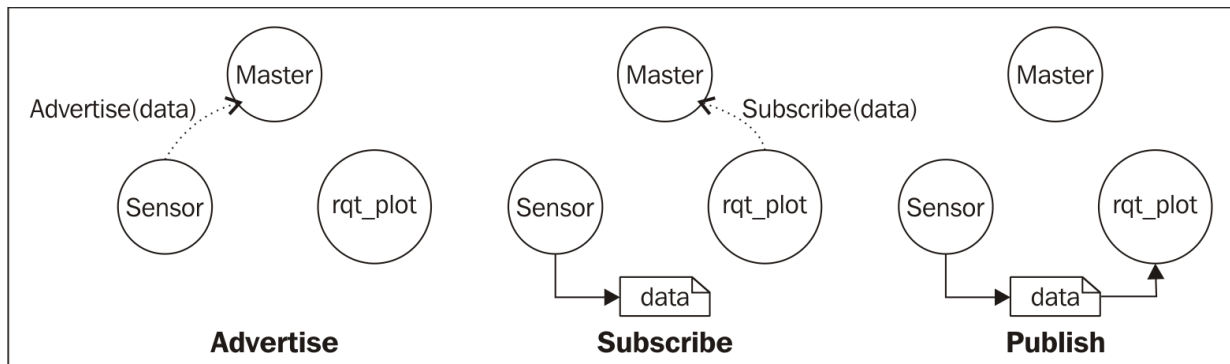 Master
Advertise(data)
Sensor
rqt_plot
Advertise
Master
Subscribe(data)
Sensor
rqt_plot
data
Subscribe
Master
Sensor
rqt_plot
data
Publish